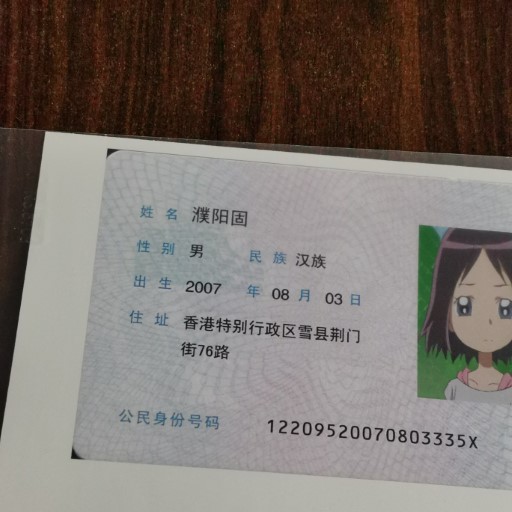 姓名 濮阳固
性别 男 民族 汉族
出生 2007 年 08 月 03 日
住址 香港特别行政区雪县荆门
街76路
公民身份号码 12209520070803335X